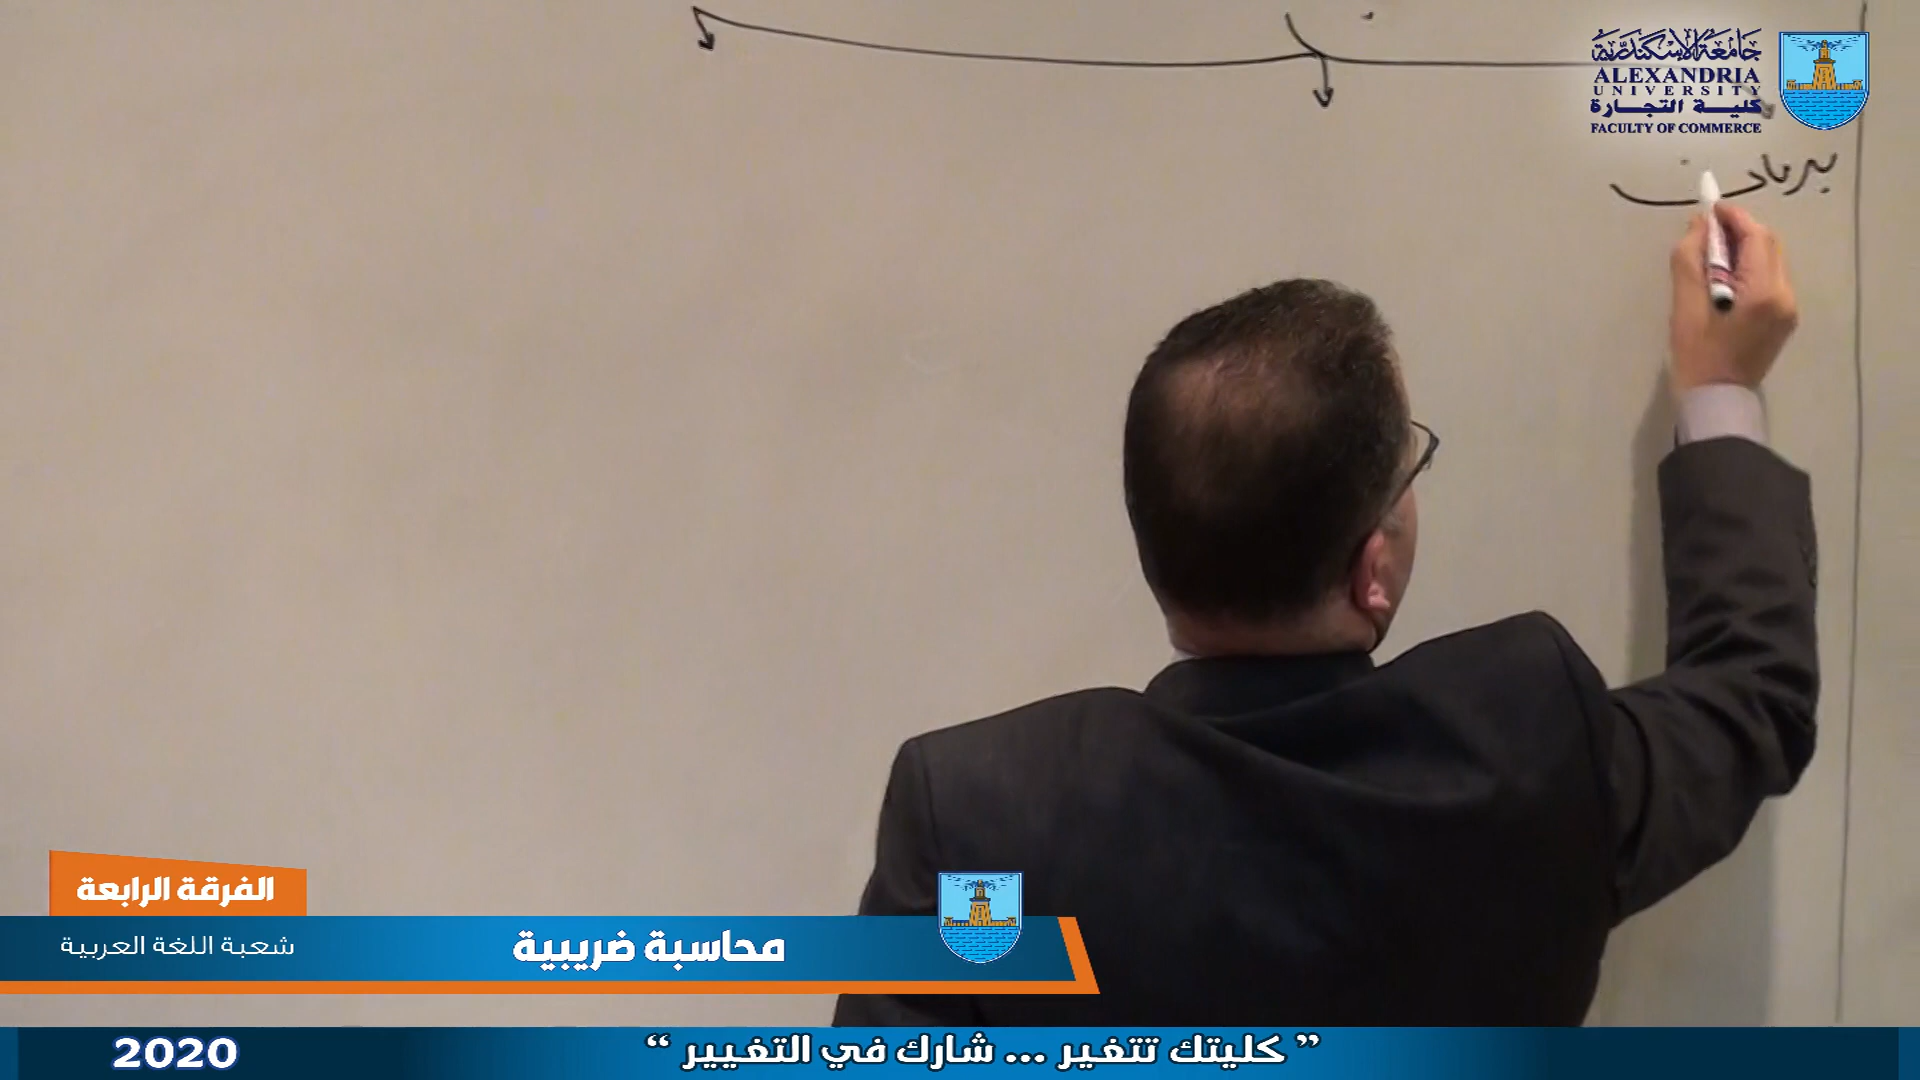 جامعة الإسكندرية
ALEXANDRIA
UNIVERSITY
كلية التجارة
FACULTY OF COMMERCE
الفرقة الرابعة
شعبة اللغة العربية
محاسبة ضريبية
2020
” كليتك تتغير ... شارك في التغيير “